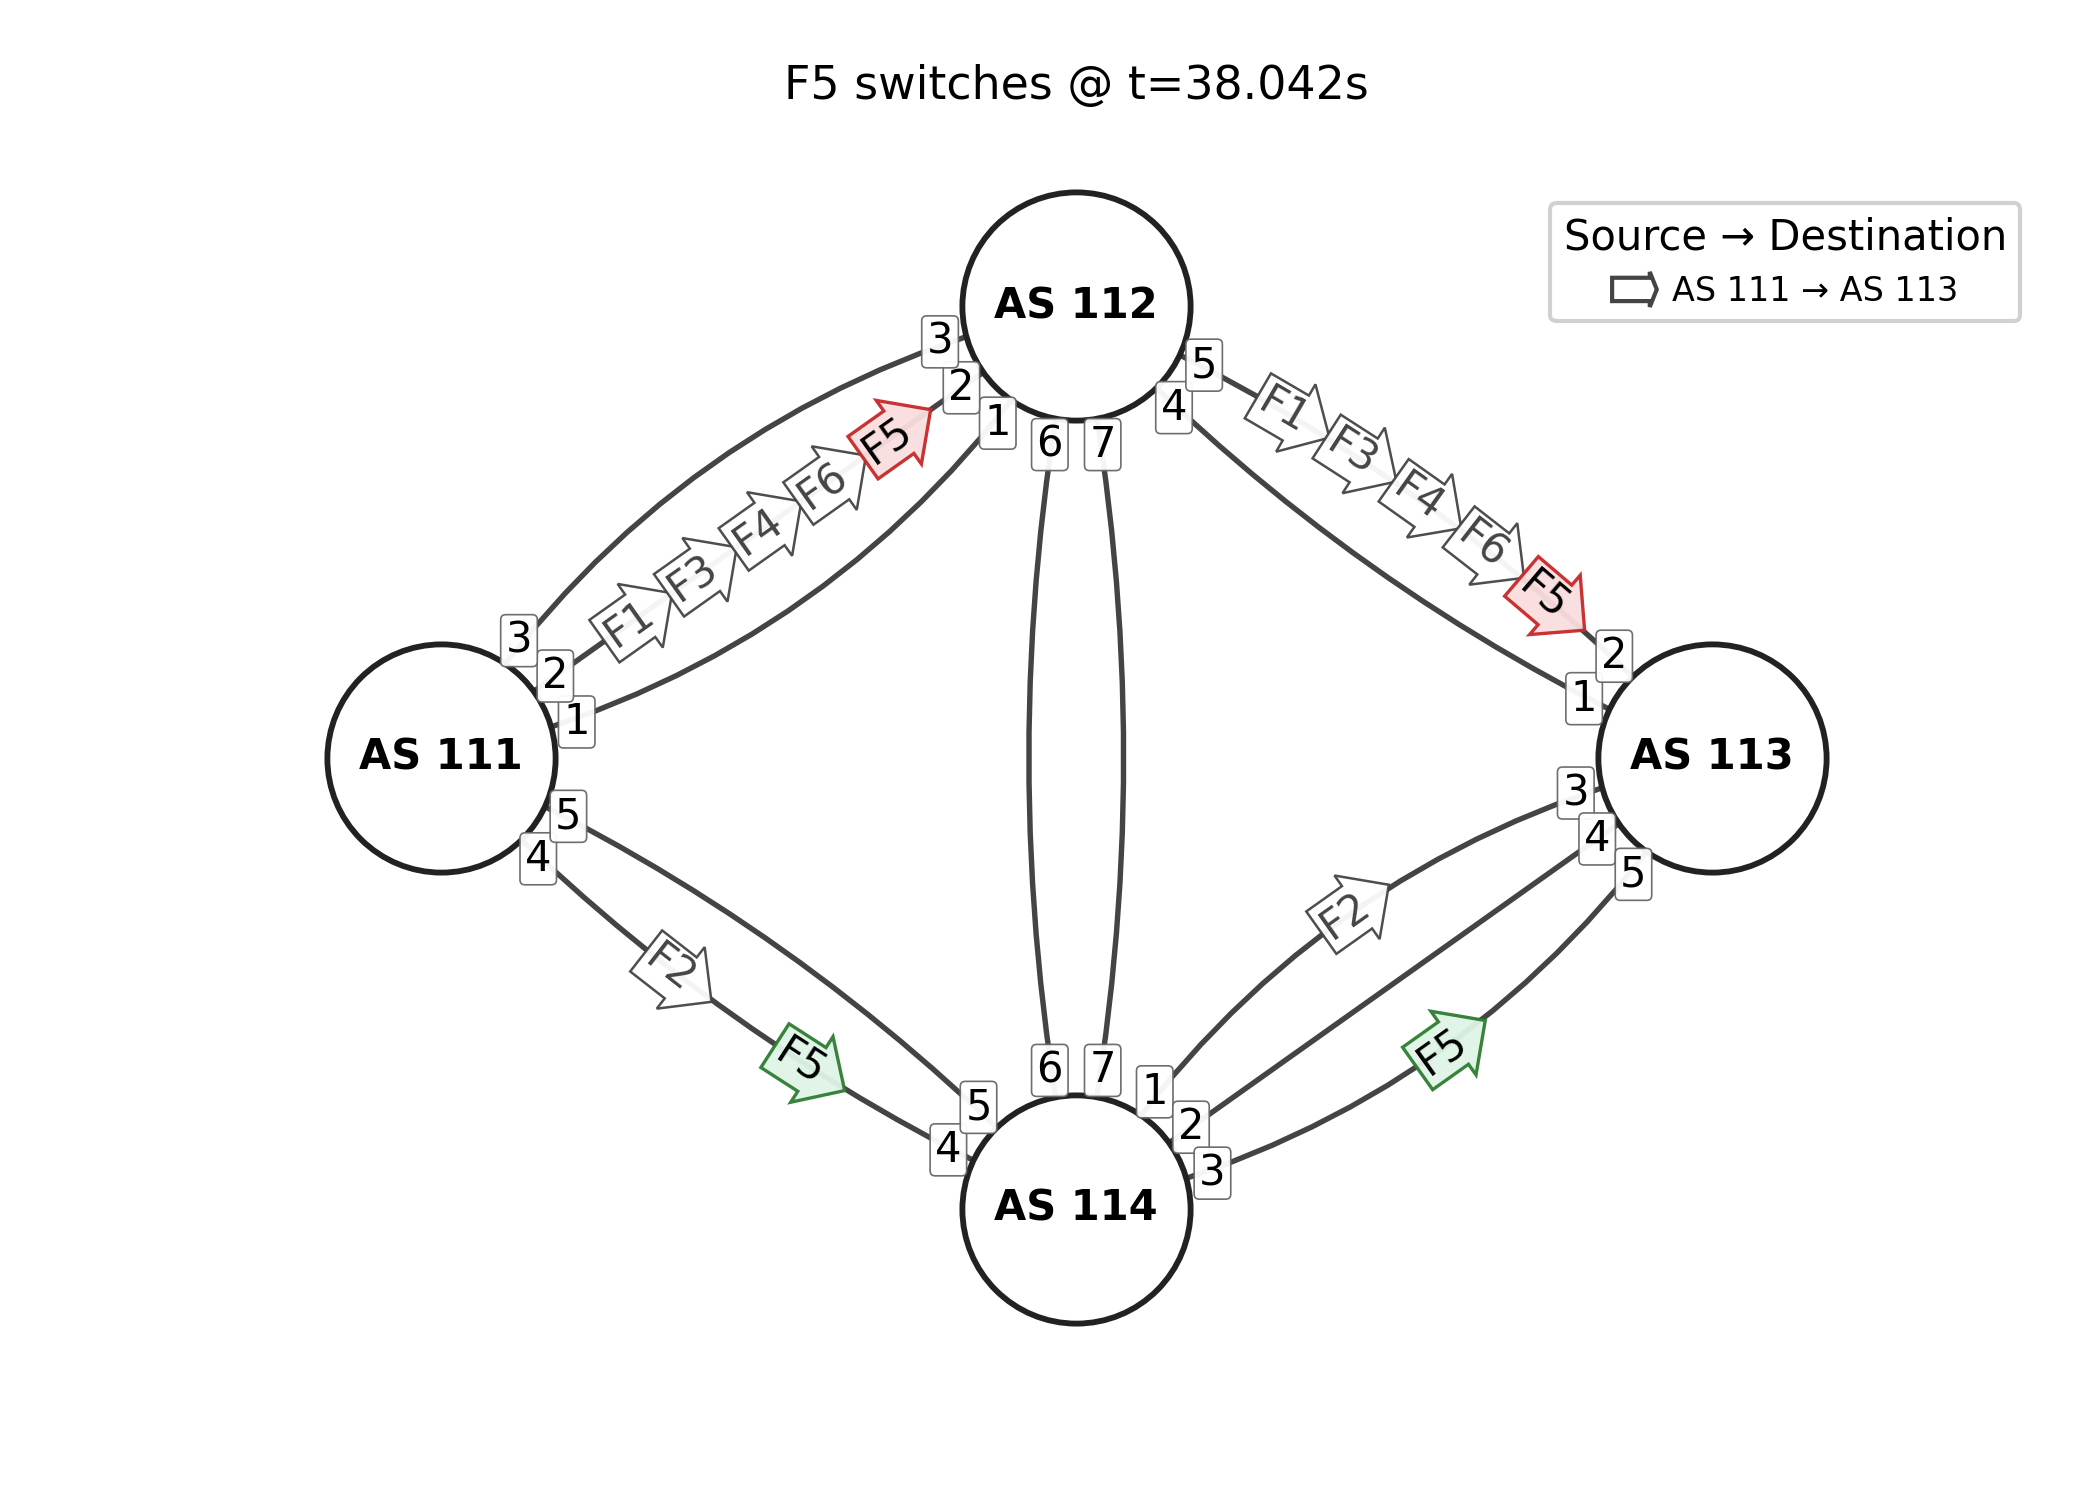 F5 switches @ t=38.042s
Source → Destination
AS 111 → AS 113
AS 112
3
2
1
6
7
4
5
F1
F3
F4
F6
F5
F1
F3
F4
F6
F5
3
2
1
2
1
AS 111
AS 113
5
4
3
4
5
F2
F5
F2
F5
6
7
5
4
1
2
3
AS 114